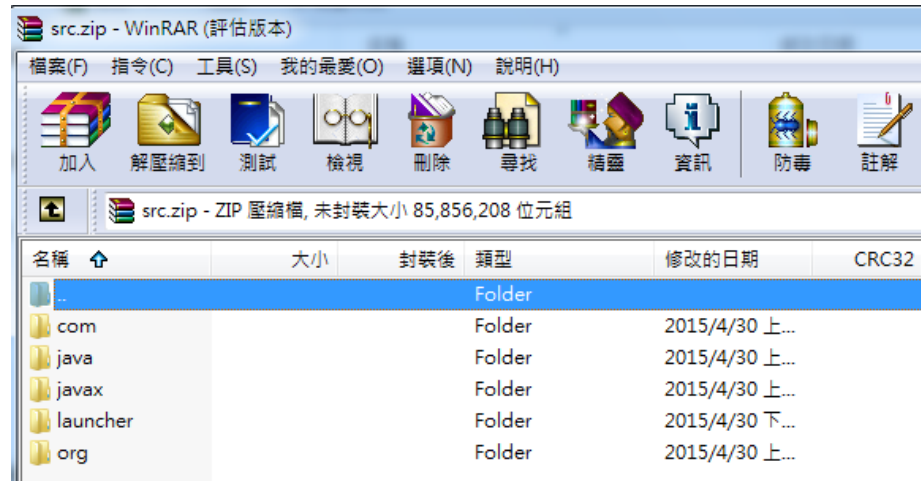 src.zip - WinRAR (評估版本)
檔案(F) 指令(C) 工具(S) 我的最愛(O) 選項(N) 說明(H)
加入 解壓縮到 測試 檢視 刪除 尋找 精靈 資訊 防毒 註解
src.zip - ZIP 壓縮檔, 未封裝大小 85,856,208 位元組
名稱 大小 封裝後 類型 修改的日期 CRC32
.. Folder
com Folder 2015/4/30 上...
java Folder 2015/4/30 上...
javax Folder 2015/4/30 上...
launcher Folder 2015/4/30 下...
org Folder 2015/4/30 上...